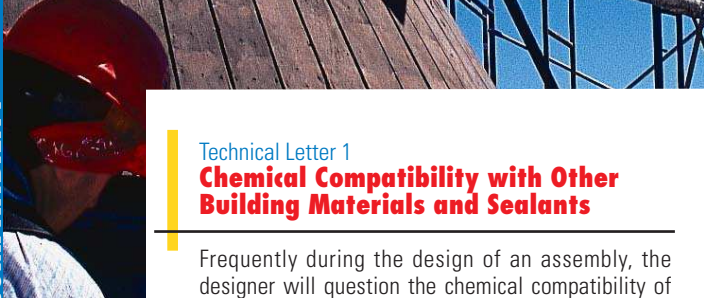 Technical Letter 1
Chemical Compatibility with Other
Building Materials and Sealants
Frequently during the design of an assembly, the
designer will question the chemical compatibility of